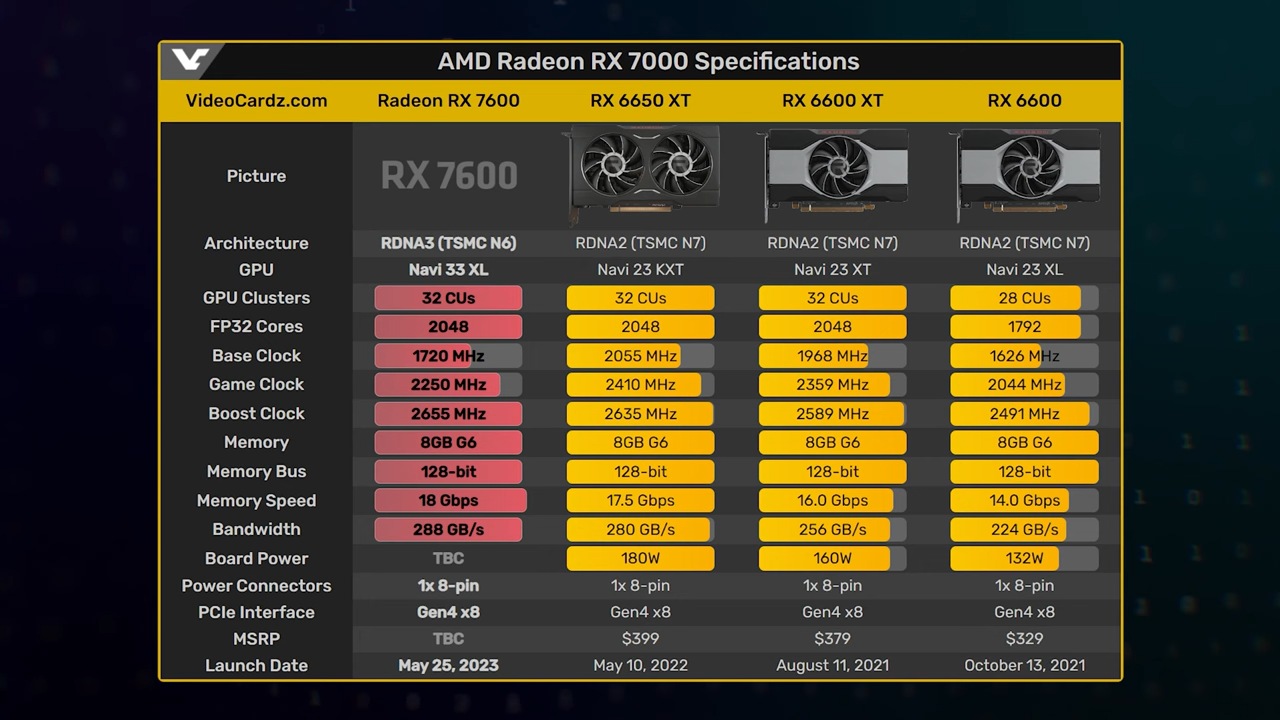 AMD Radeon RX 7000 Specifications
VideoCardz.com Radeon RX 7600 RX 6650 XT RX 6600 XT RX 6600
Picture RX 7600
Architecture RDNA3 (TSMC N6) RDNA2 (TSMC N7) RDNA2 (TSMC N7) RDNA2 (TSMC N7)
GPU Navi 33 XL Navi 23 KXT Navi 23 XT Navi 23 XL
GPU Clusters 32 CUs 32 CUs 32 CUs 28 CUs
FP32 Cores 2048 2048 2048 1792
Base Clock 1720 MHz 2055 MHz 1968 MHz 1626 MHz
Game Clock 2250 MHz 2410 MHz 2359 MHz 2044 MHz
Boost Clock 2655 MHz 2635 MHz 2589 MHz 2491 MHz
Memory 8GB G6 8GB G6 8GB G6 8GB G6
Memory Bus 128-bit 128-bit 128-bit 128-bit
Memory Speed 18 Gbps 17.5 Gbps 16.0 Gbps 14.0 Gbps
Bandwidth 288 GB/s 280 GB/s 256 GB/s 224 GB/s
Board Power TBC 180W 160W 132W
Power Connectors 1x 8-pin 1x 8-pin 1x 8-pin 1x 8-pin
PCIe Interface Gen4 x8 Gen4 x8 Gen4 x8 Gen4 x8
MSRP TBC $399 $379 $329
Launch Date May 25, 2023 May 10, 2022 August 11, 2021 October 13, 2021